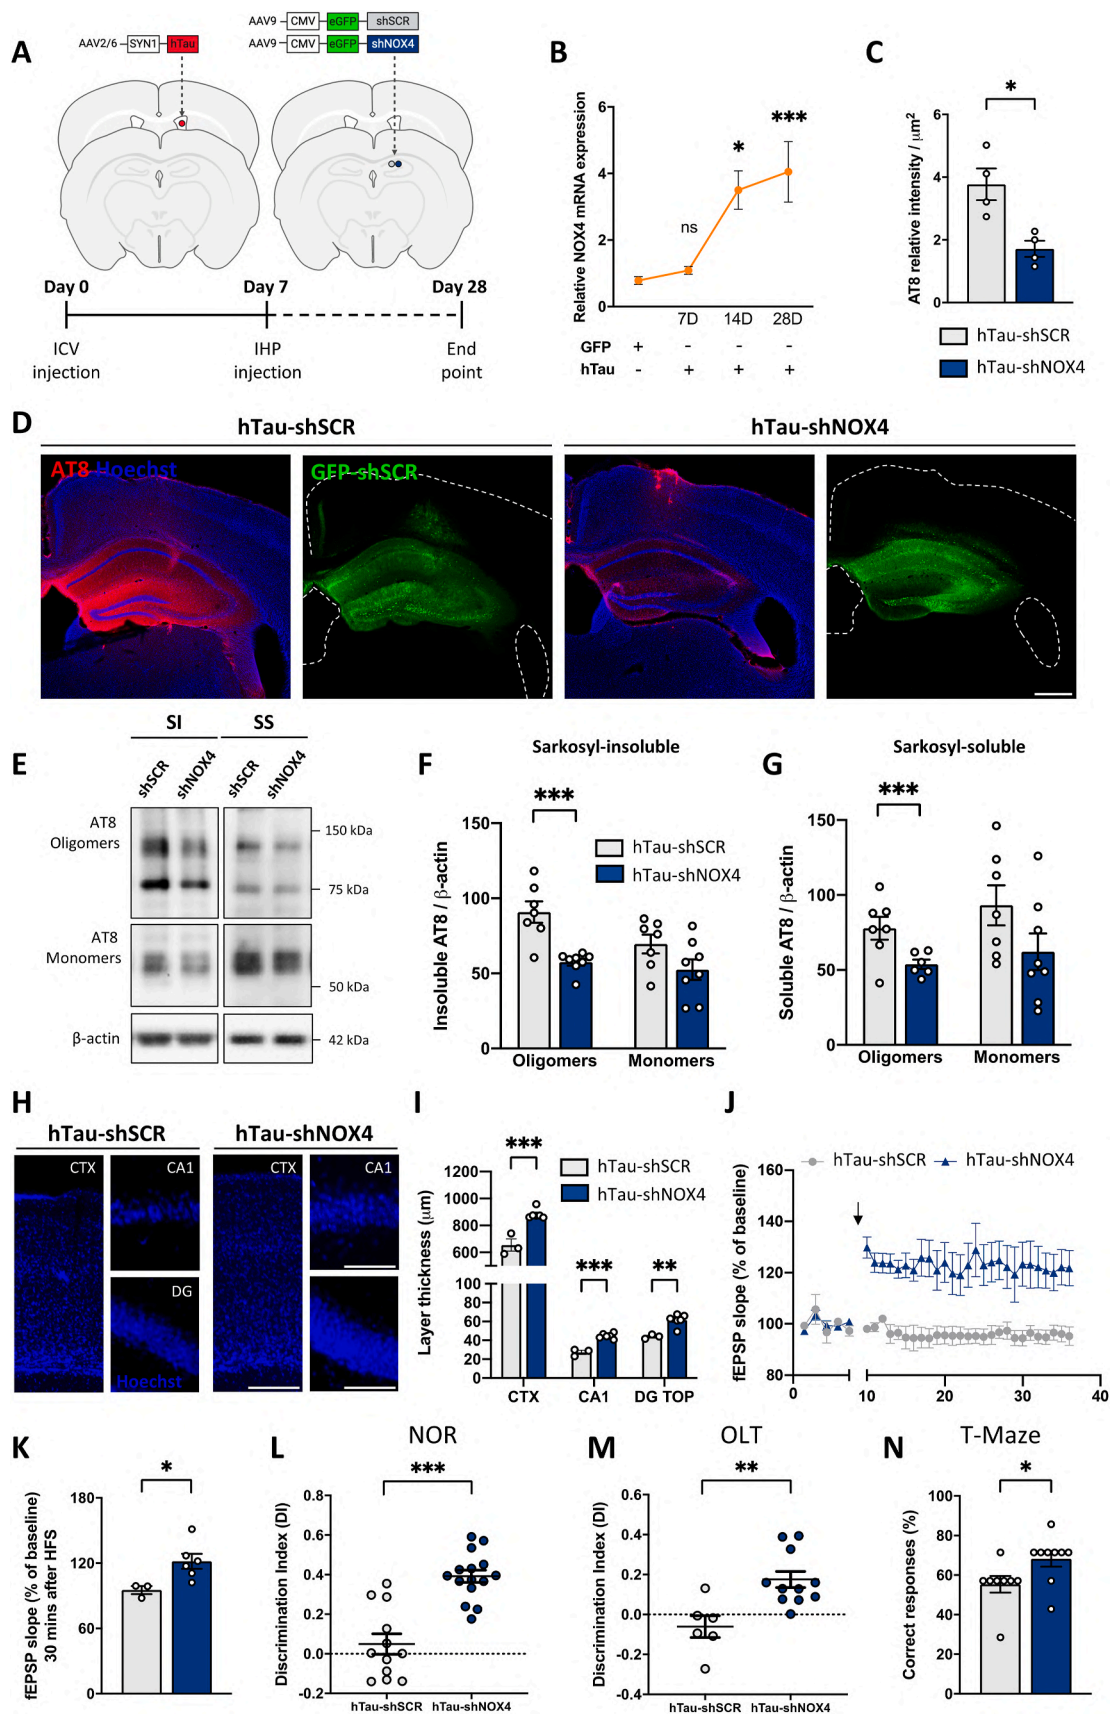 A
AAV2/6
SYN1
hTau
AAV9
CMV
eGFP
shSCR
AAV9
CMV
eGFP
shNOX4
Day 0
Day 7
Day 28
ICV
injection
IHP
injection
End
point
B
Relative NOX4 mRNA expression
6
4
2
0
ns
*
***
7D
14D
28D
GFP + - - -
hTau - + + +
C
AT8 relative intensity / μm²
6
4
2
0
*
hTau-shSCR
hTau-shNOX4
D
hTau-shSCR
hTau-shNOX4
AT8 Hoechst
GFP-shSCR
E
SI
SS
shSCR
shNOX4
shSCR
shNOX4
AT8
Oligomers
150 kDa
75 kDa
AT8
Monomers
50 kDa
β-actin
42 kDa
F
Sarkosyl-insoluble
***
Insoluble AT8 / β-actin
150
100
50
0
hTau-shSCR
hTau-shNOX4
Oligomers
Monomers
G
Sarkosyl-soluble
***
Soluble AT8 / β-actin
150
100
50
0
Oligomers
Monomers
H
hTau-shSCR
hTau-shNOX4
CTX
CA1
DG
Hoechst
CTX
CA1
I
***
hTau-shSCR
hTau-shNOX4
Layer thickness (μm)
1200
1000
800
600
100
80
60
40
20
0
***
**
CTX
CA1
DG TOP
J
hTau-shSCR
hTau-shNOX4
fEPSP slope (% of baseline)
160
140
120
100
80
0
10
20
30
40
K
*
fEPSP slope (% of baseline)
30 mins after HFS
180
120
60
0
L
NOR
***
Discrimination Index (DI)
0.8
0.6
0.4
0.2
0.0
-0.2
hTau-shSCR
hTau-shNOX4
M
OLT
**
Discrimination Index (DI)
0.6
0.4
0.2
0.0
-0.2
-0.4
hTau-shSCR
hTau-shNOX4
N
T-Maze
*
Correct responses (%)
100
80
60
40
20
0